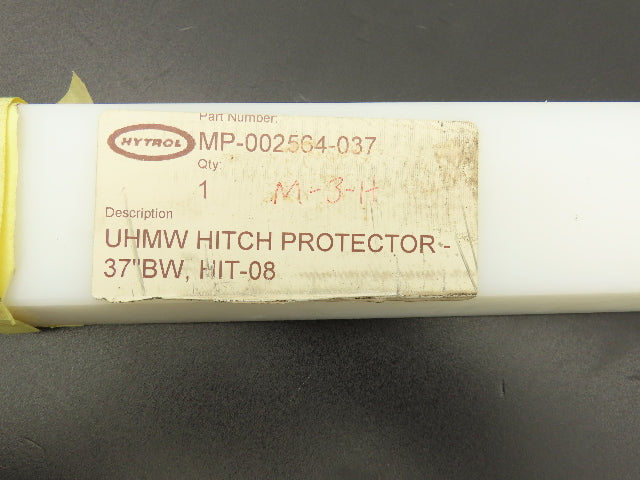 Part Number:
HYTROL
MP-002564-037
Qty:
1
M-3-H
Description
UHMW HITCH PROTECTOR -
37"BW, HIT-08